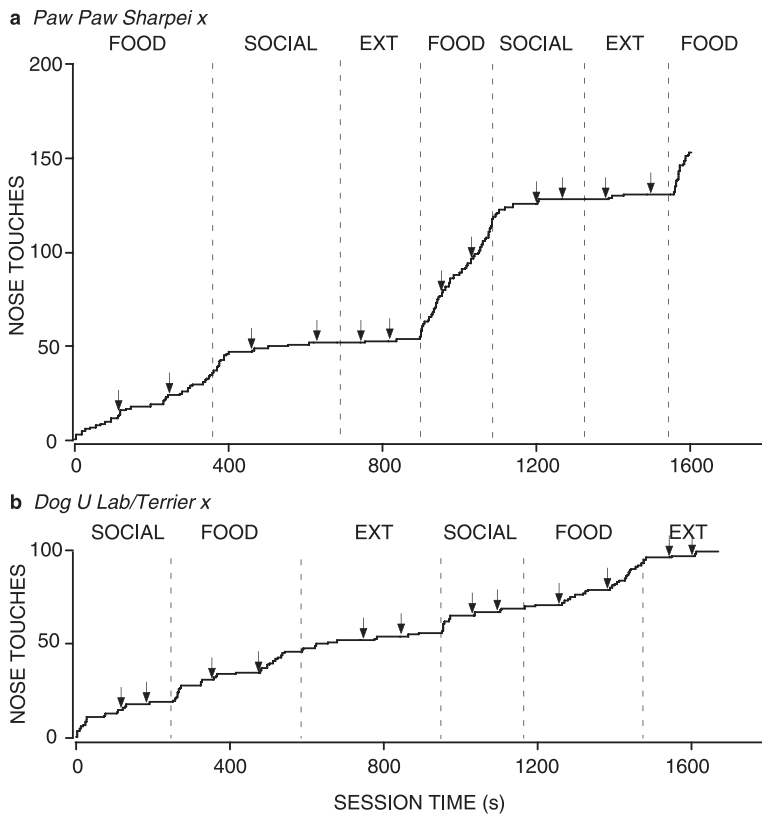 a Paw Paw Sharpei x
FOOD SOCIAL EXT FOOD SOCIAL EXT FOOD
200
150
100
50
0
NOSE TOUCHES
0 400 800 1200 1600
b Dog U Lab/Terrier x
SOCIAL FOOD EXT SOCIAL FOOD EXT
100
50
0
NOSE TOUCHES
0 400 800 1200 1600
SESSION TIME (s)